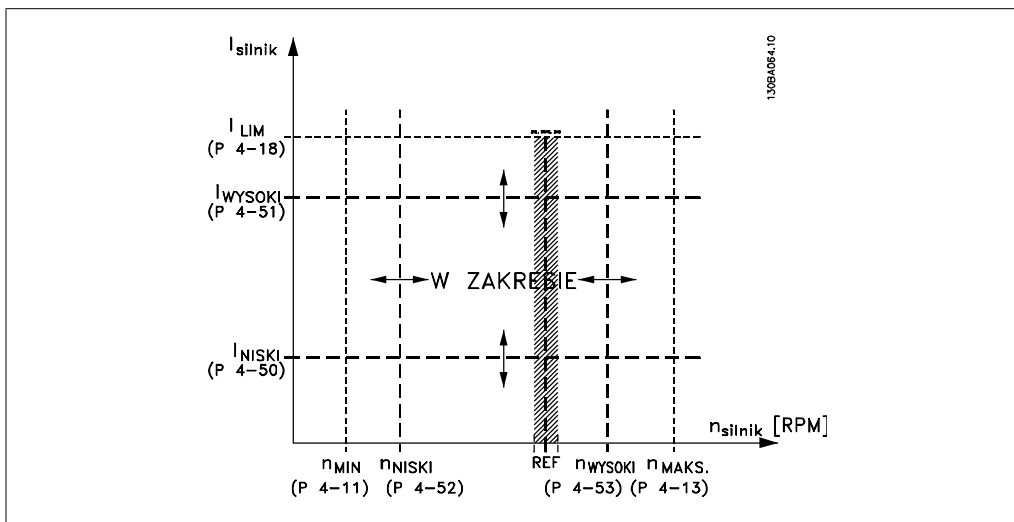 Isilnik
130BA064.10
I LIM
(P 4-18)
IWYSOKI
(P 4-51)
W ZAKRESIE
INISKI
(P 4-50)
nsilnik [RPM]
nMIN nNISKI REF nWYSOKI nMAKS.
(P 4-11) (P 4-52) (P 4-53) (P 4-13)